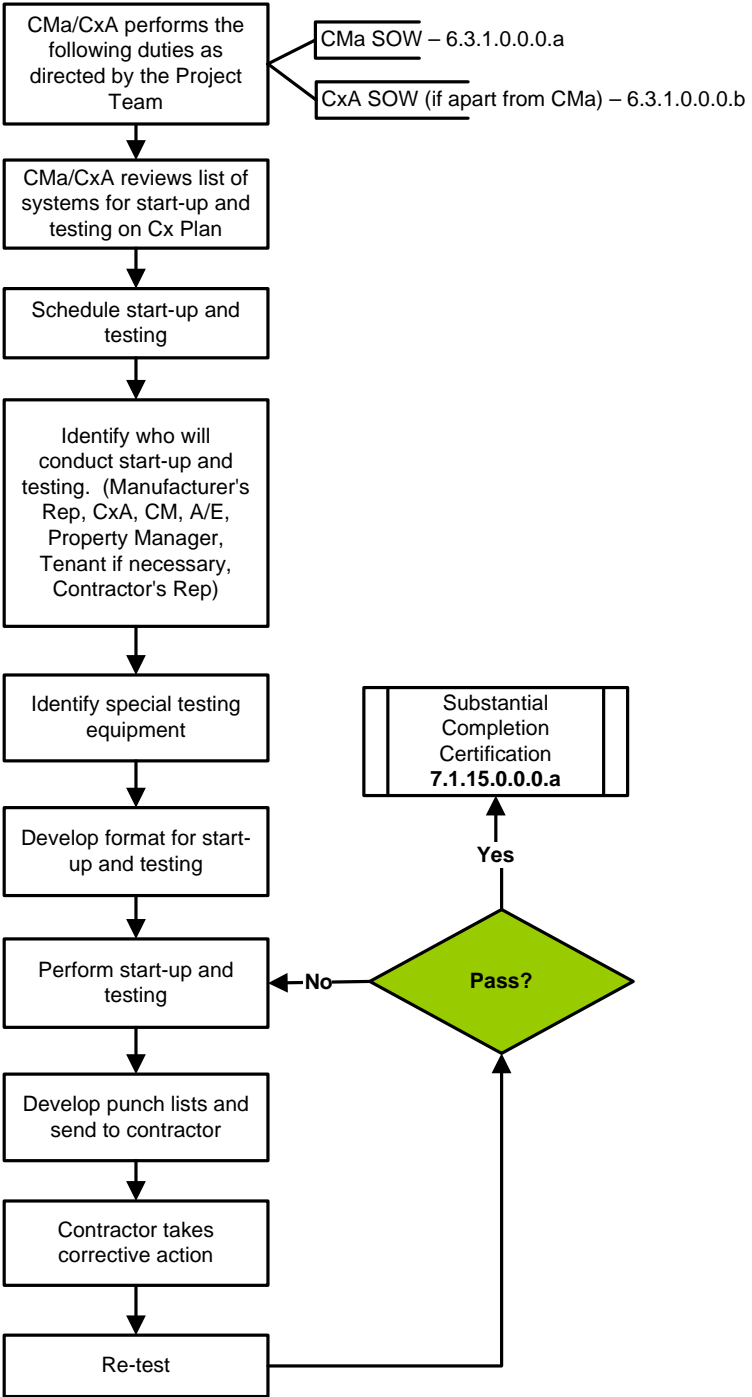 CMa/CxA performs the
following duties as
directed by the Project
Team
CMa SOW – 6.3.1.0.0.0.a
CxA SOW (if apart from CMa) – 6.3.1.0.0.0.b
CMa/CxA reviews list of
systems for start-up and
testing on Cx Plan
Schedule start-up and
testing
Identify who will
conduct start-up and
testing. (Manufacturer's
Rep, CxA, CM, A/E,
Property Manager,
Tenant if necessary,
Contractor's Rep)
Identify special testing
equipment
Substantial
Completion
Certification
7.1.15.0.0.0.a
Develop format for start-
up and testing
Yes
Perform start-up and
testing
No
Pass?
Develop punch lists and
send to contractor
Contractor takes
corrective action
Re-test